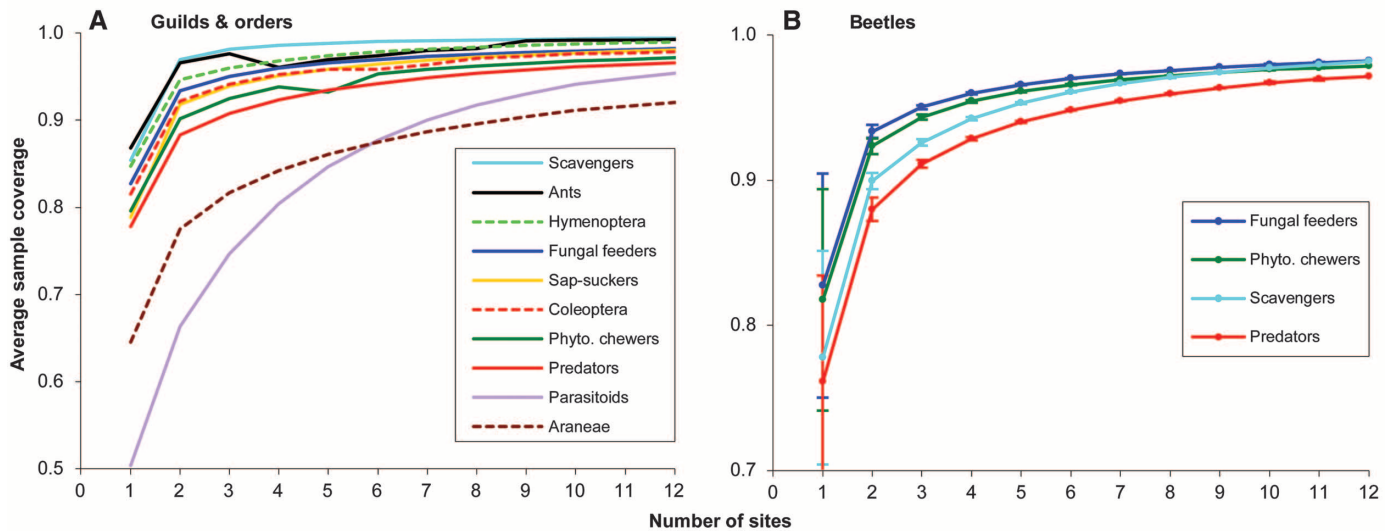 A Guilds & orders
Average sample coverage
1.0
0.9
0.8
0.7
0.6
0.5
0 1 2 3 4 5 6 7 8 9 10 11 12
Scavengers
Ants
Hymenoptera
Fungal feeders
Sap-suckers
Coleoptera
Phyto. chewers
Predators
Parasitoids
Araneae
B Beetles
1.0
0.9
0.8
0.7
0 1 2 3 4 5 6 7 8 9 10 11 12
Fungal feeders
Phyto. chewers
Scavengers
Predators
Number of sites